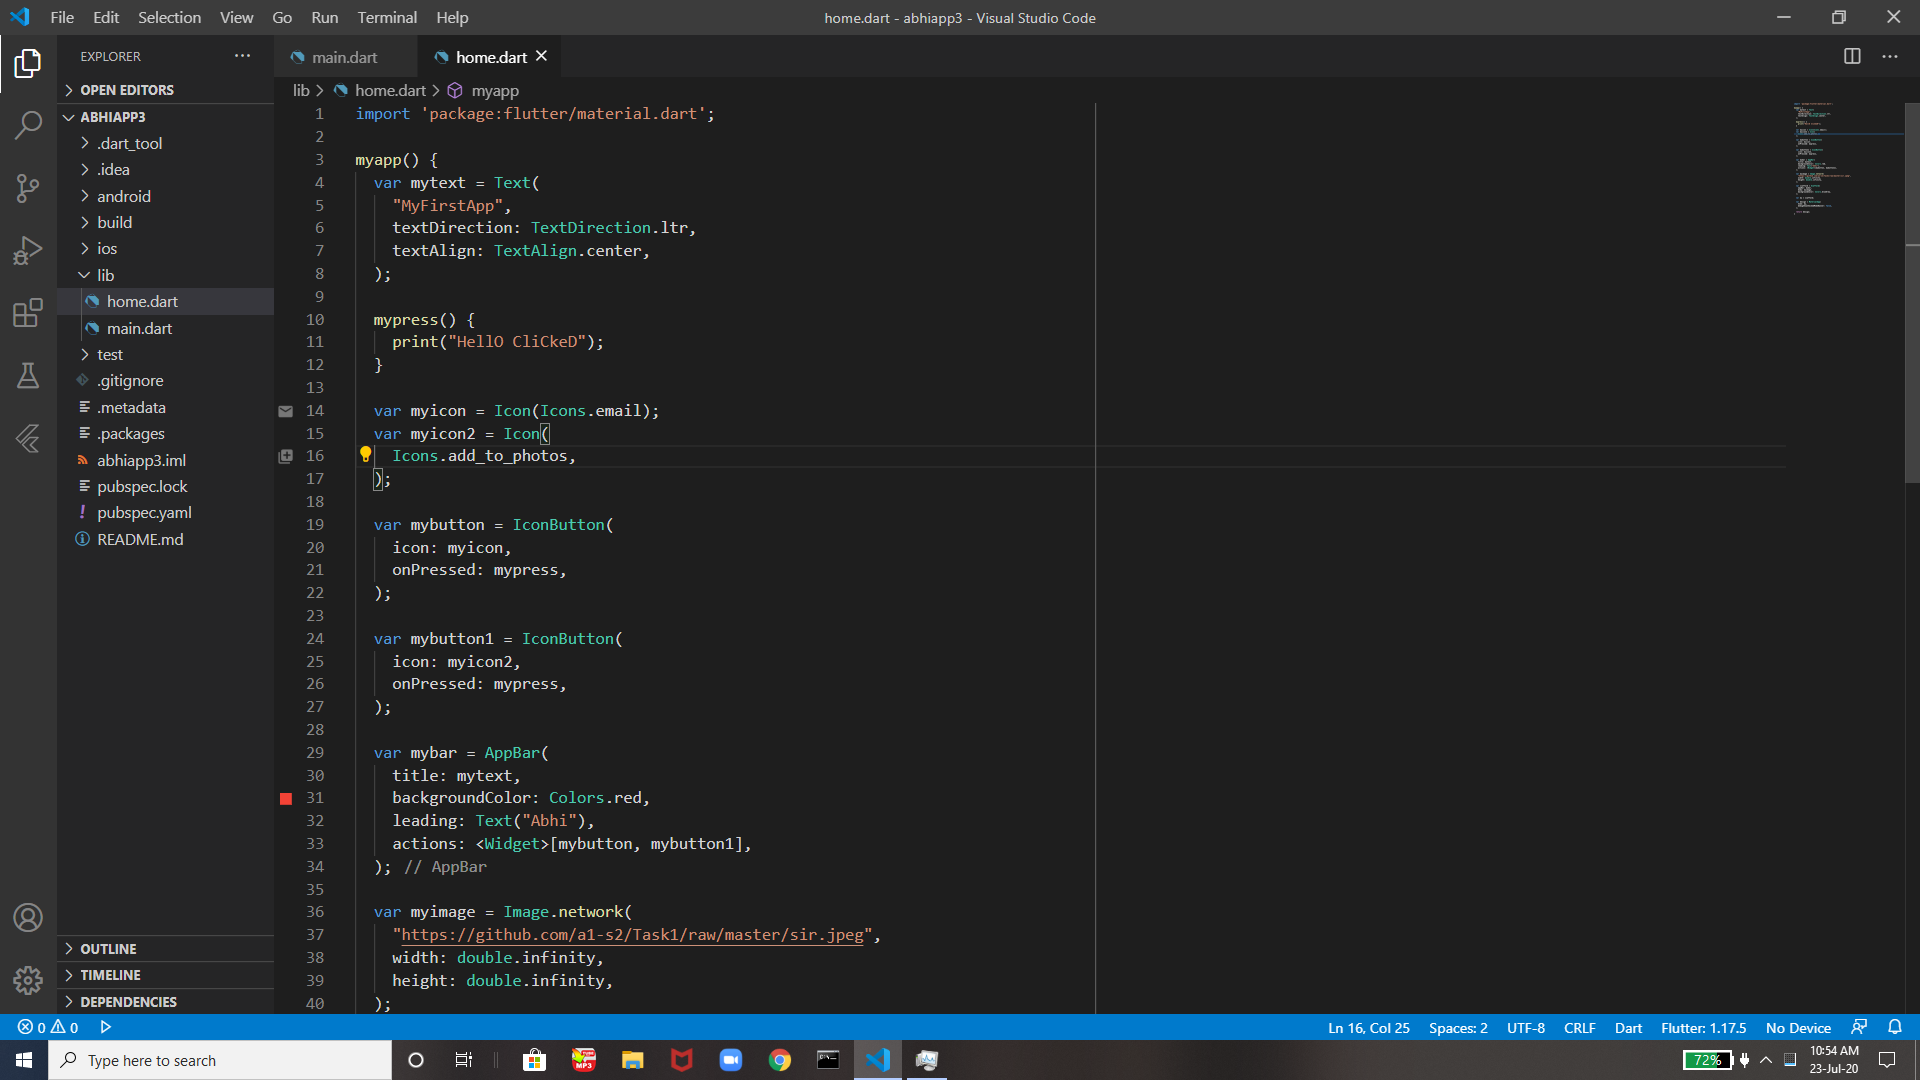 File Edit Selection View Go Run Terminal Help
home.dart - abhiapp3 - Visual Studio Code
EXPLORER
OPEN EDITORS
ABHIAPP3
.dart_tool
.idea
android
build
ios
lib
home.dart
main.dart
test
.gitignore
.metadata
.packages
abhiapp3.iml
pubspec.lock
! pubspec.yaml
README.md
OUTLINE
TIMELINE
DEPENDENCIES
main.dart home.dart
lib > home.dart > myapp
1 import 'package:flutter/material.dart';
2
3 myapp() {
4 var mytext = Text(
5 "MyFirstApp",
6 textDirection: TextDirection.ltr,
7 textAlign: TextAlign.center,
8 );
9
10 mypress() {
11 print("HellO CliCkeD");
12 }
13
14 var myicon = Icon(Icons.email);
15 var myicon2 = Icon(
16 Icons.add_to_photos,
17 );
18
19 var mybutton = IconButton(
20 icon: myicon,
21 onPressed: mypress,
22 );
23
24 var mybutton1 = IconButton(
25 icon: myicon2,
26 onPressed: mypress,
27 );
28
29 var mybar = AppBar(
30 title: mytext,
31 backgroundColor: Colors.red,
32 leading: Text("Abhi"),
33 actions: <Widget>[mybutton, mybutton1],
34 ); // AppBar
35
36 var myimage = Image.network(
37 "https://github.com/a1-s2/Task1/raw/master/sir.jpeg",
38 width: double.infinity,
39 height: double.infinity,
40 );
0 0
Ln 16, Col 25 Spaces: 2 UTF-8 CRLF Dart Flutter: 1.17.5 No Device
Type here to search
MP3
72%
10:54 AM
23-Jul-20